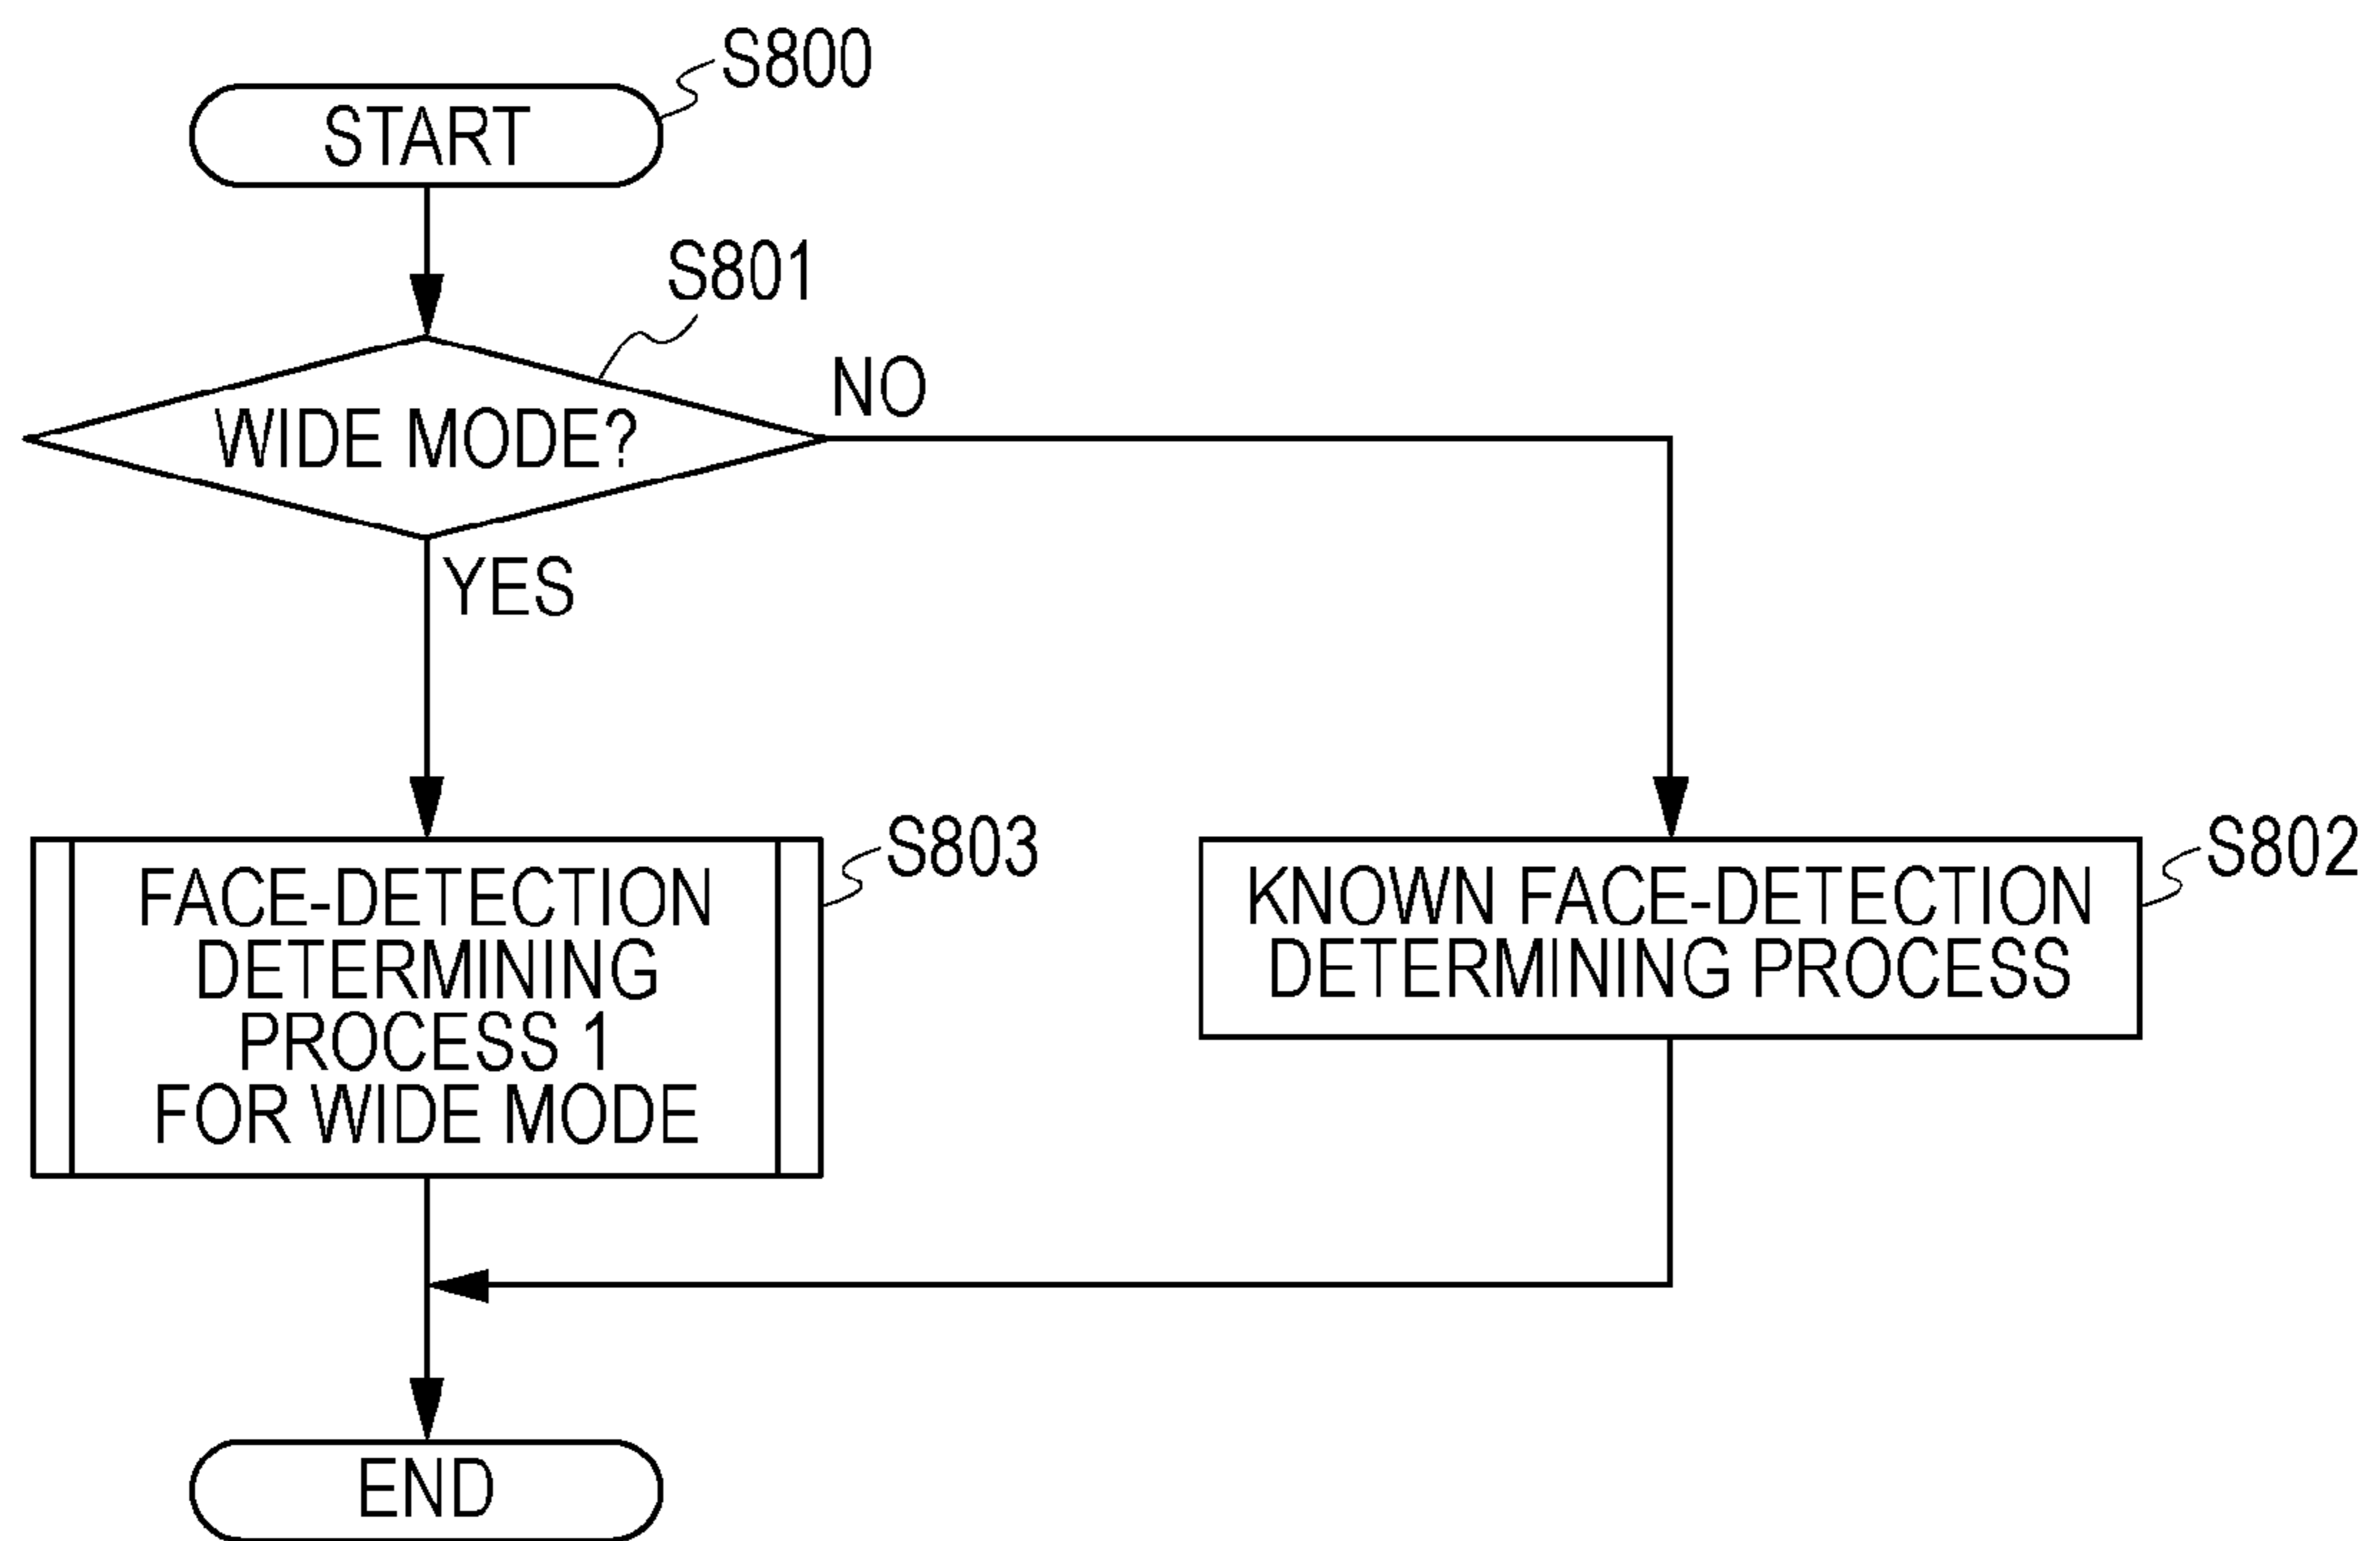 S800
START
S801
WIDE MODE?
NO
YES
S803
FACE-DETECTION
DETERMINING
PROCESS 1
FOR WIDE MODE
S802
KNOWN FACE-DETECTION
DETERMINING PROCESS
END